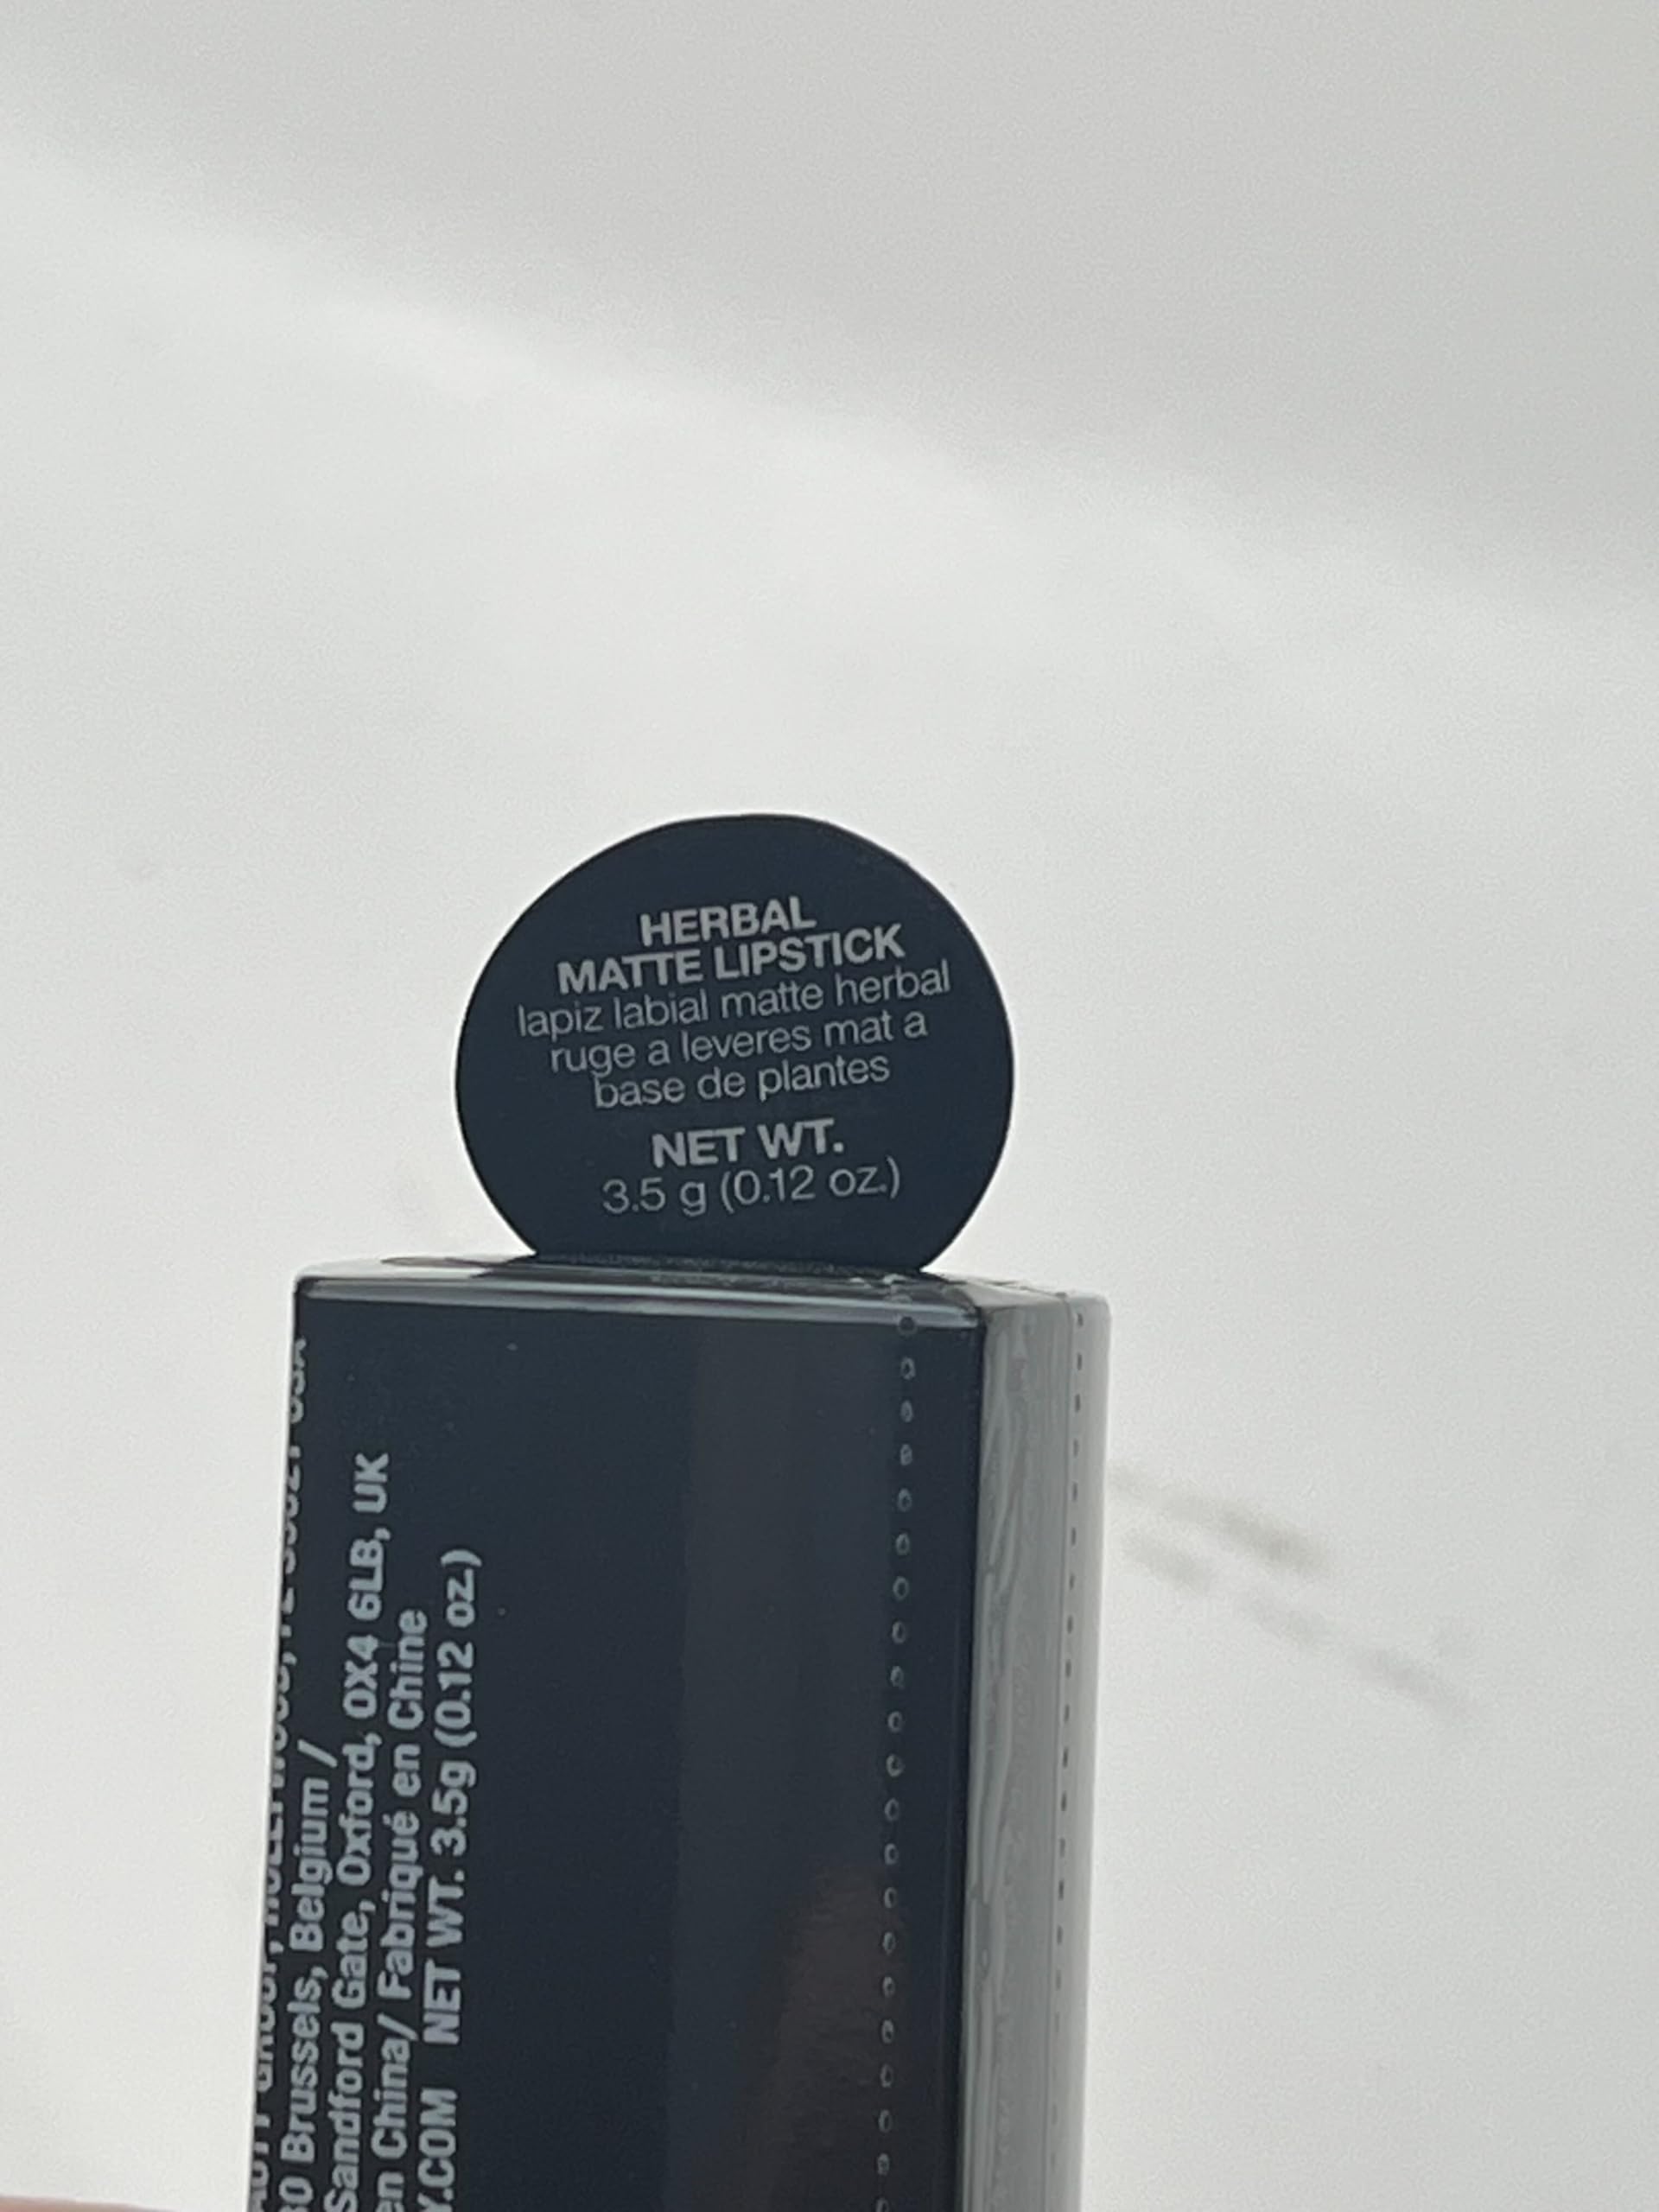 HERBAL
MATTE LIPSTICK
lapiz labial matte herbal
ruge a leveres mat a
base de plantes
NET WT.
3.5 g (0.12 oz.)
USA
Brussels, Belgium /
Sandford Gate, Oxford, OX4 6LB, UK
en China/ Fabriqué en Chine
Y.COM NET WT. 3.5g (0.12 oz.)